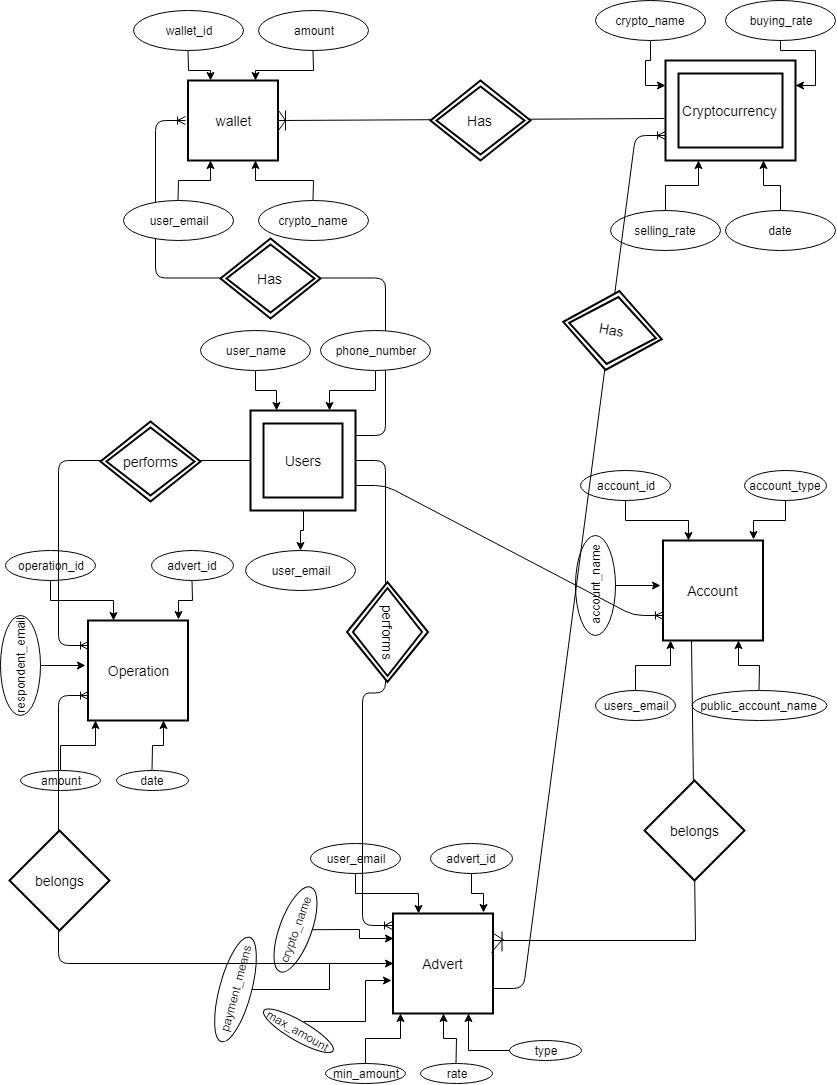 wallet_id
amount
crypto_name
buying_rate
wallet
Has
Cryptocurrency
user_email
crypto_name
selling_rate
date
Has
Has
user_name
phone_number
performs
Users
account_id
account_type
operation_id
advert_id
user_email
account_name
Account
respondent_email
Operation
performs
users_email
public_account_name
amount
date
belongs
belongs
user_email
advert_id
crypto_name
Advert
payment_means
max_amount
min_amount
rate
type